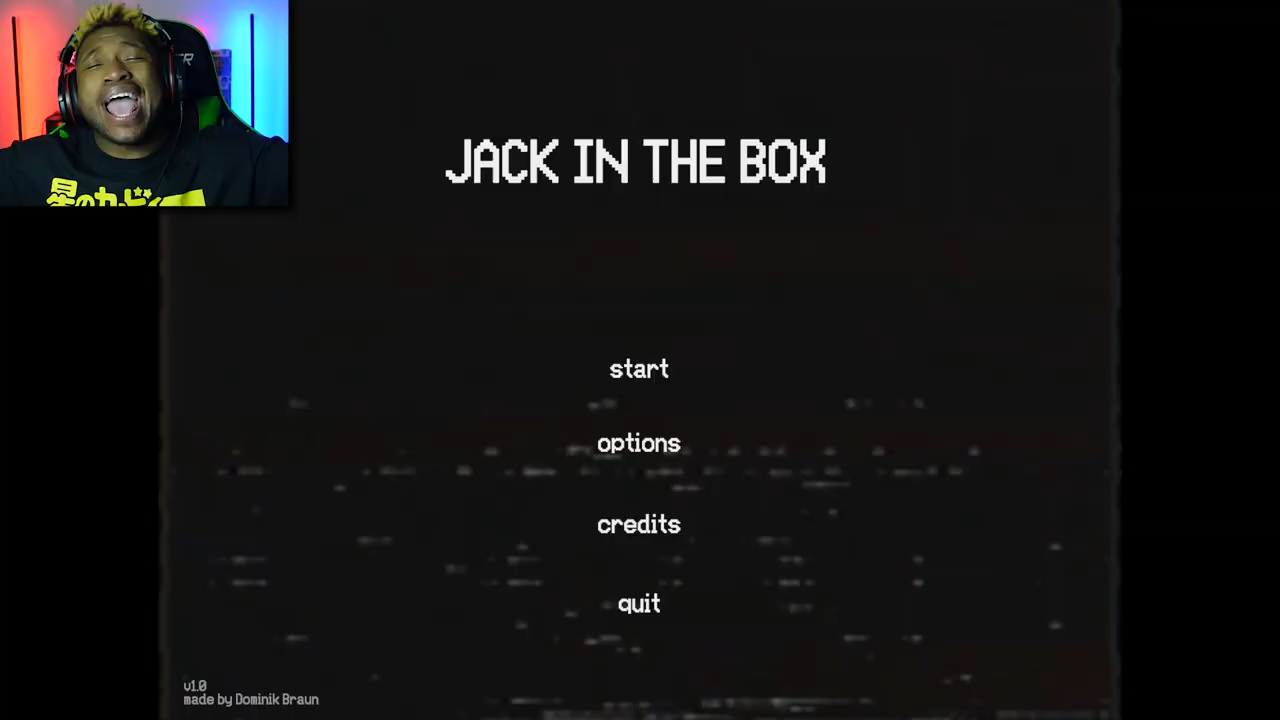 JACK IN THE BOX
start
options
credits
quit
v1.0
made by Dominik Braun